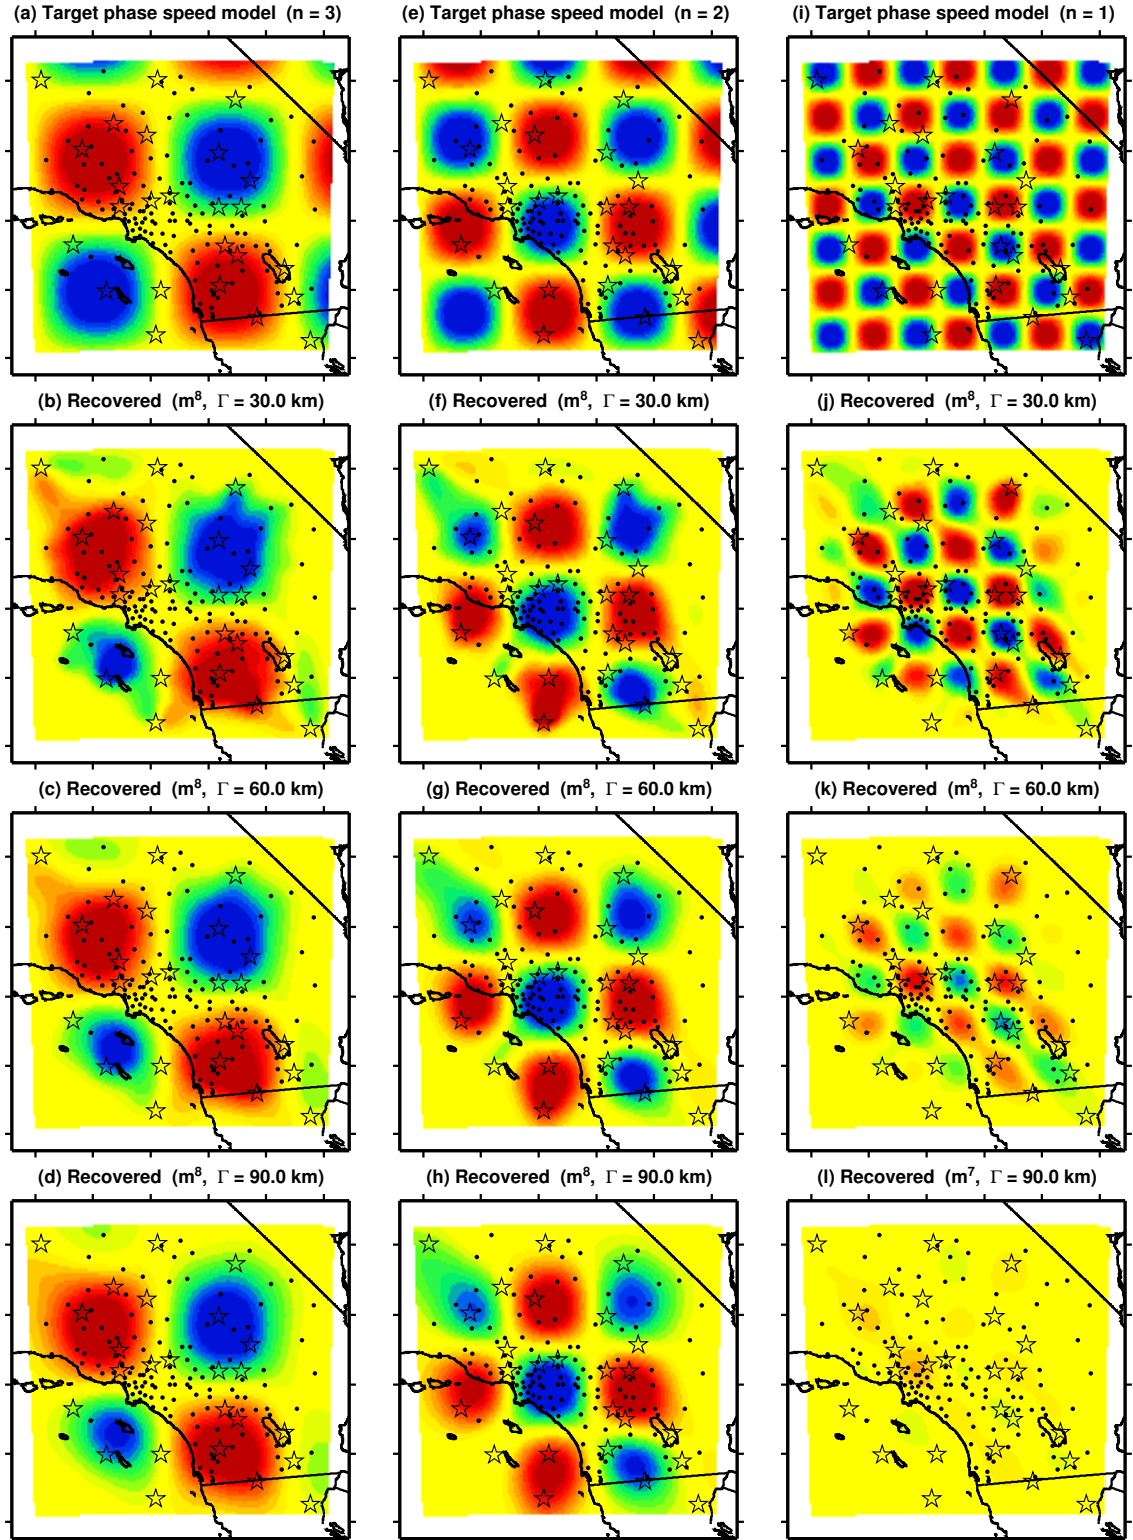 (a) Target phase speed model (n = 3)
(e) Target phase speed model (n = 2)
(i) Target phase speed model (n = 1)
(b) Recovered (m⁸, Γ = 30.0 km)
(f) Recovered (m⁸, Γ = 30.0 km)
(j) Recovered (m⁸, Γ = 30.0 km)
(c) Recovered (m⁸, Γ = 60.0 km)
(g) Recovered (m⁸, Γ = 60.0 km)
(k) Recovered (m⁸, Γ = 60.0 km)
(d) Recovered (m⁸, Γ = 90.0 km)
(h) Recovered (m⁸, Γ = 90.0 km)
(l) Recovered (m⁷, Γ = 90.0 km)